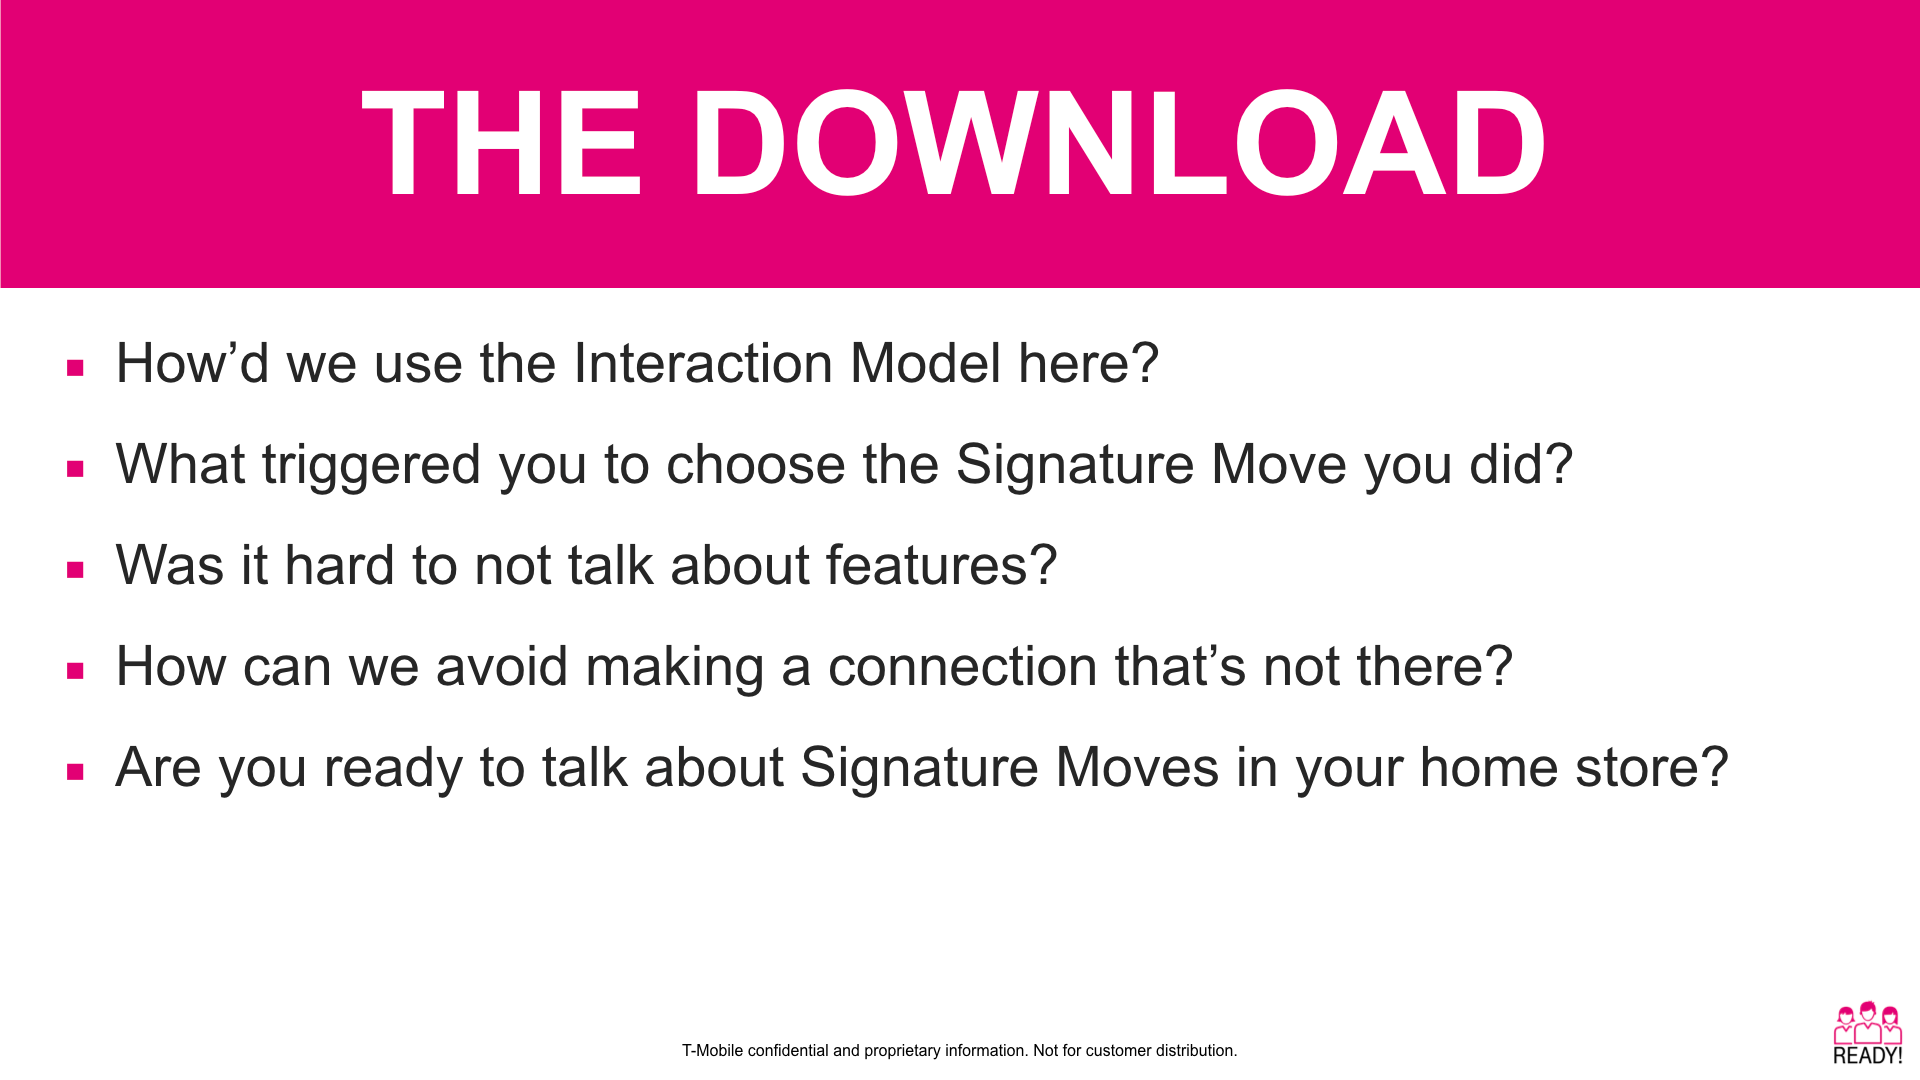 THE DOWNLOAD
How’d we use the Interaction Model here?
What triggered you to choose the Signature Move you did?
Was it hard to not talk about features?
How can we avoid making a connection that’s not there?
Are you ready to talk about Signature Moves in your home store?
T-Mobile confidential and proprietary information. Not for customer distribution.
READY!